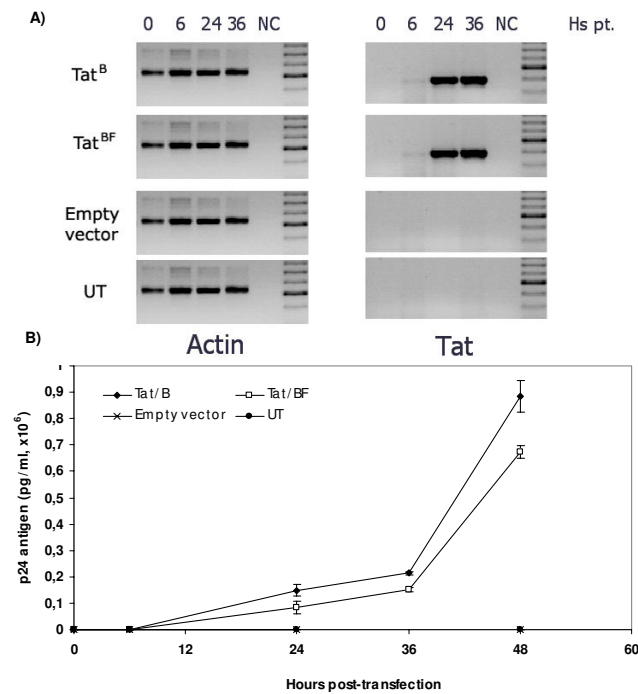 A)
0 6 24 36 NC
0 6 24 36 NC Hs pt.
Tat^B
Tat^BF
Empty
vector
UT
Actin Tat
B)
Tat/B Tat/BF
Empty vector UT
p24 antigen (pg/ml, x10^6)
1
0,9
0,8
0,7
0,6
0,5
0,4
0,3
0,2
0,1
0
0 12 24 36 48 60
Hours post-transfection